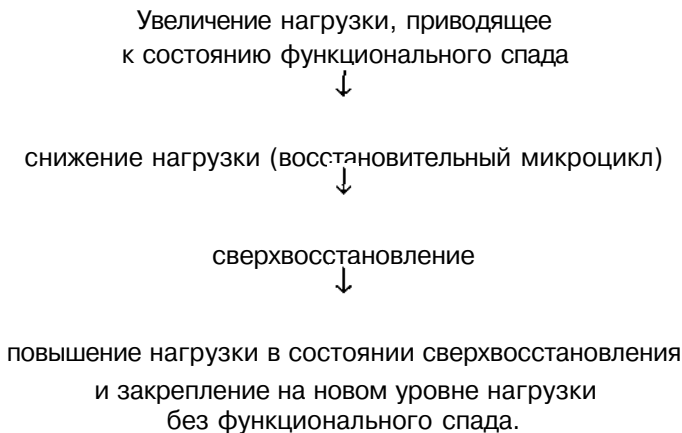 Увеличение нагрузки, приводящее
к состоянию функционального спада
↓
снижение нагрузки (восстановительный микроцикл)
↓
сверхвосстановление
↓
повышение нагрузки в состоянии сверхвосстановления
и закрепление на новом уровне нагрузки
без функционального спада.